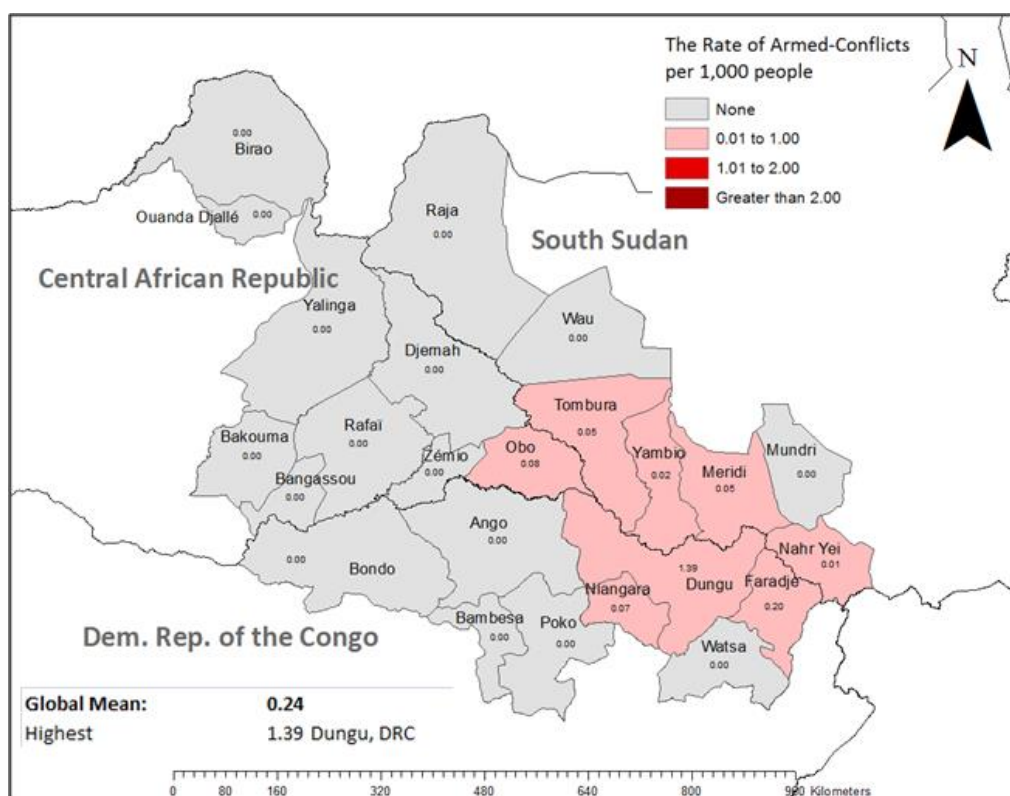 The Rate of Armed-Conflicts
per 1,000 people
None
0.01 to 1.00
1.01 to 2.00
Greater than 2.00
N
0.00
Birao
Ouanda Djallé 0.00
Raja
0.00
South Sudan
Central African Republic
Yalinga
0.00
Wau
0.00
Djemah
0.00
Tombura
0.05
Rafaï
0.00
Bakouma
0.00
Obo
0.08
Zémio
0.00
Yambio
0.02
Meridi
0.05
Mundri
0.00
Bangassou
0.00
Ango
0.00
Nahr Yei
0.01
0.00
Bondo
1.39
Dungu
Faradje
0.20
Niangara
0.07
Bambesa
0.00
Poko
0.00
Watsa
0.00
Dem. Rep. of the Congo
Global Mean: 0.24
Highest 1.39 Dungu, DRC
0 80 160 320 480 640 800 960 Kilometers